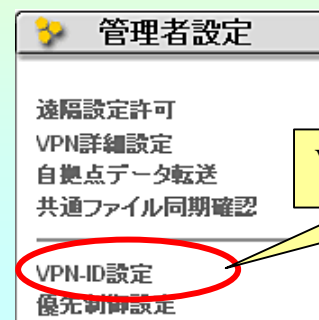 管理者設定
遠隔設定許可
VPN詳細設定
自拠点データ転送
共通ファイル同期確認
VPN-ID設定
優先制御設定